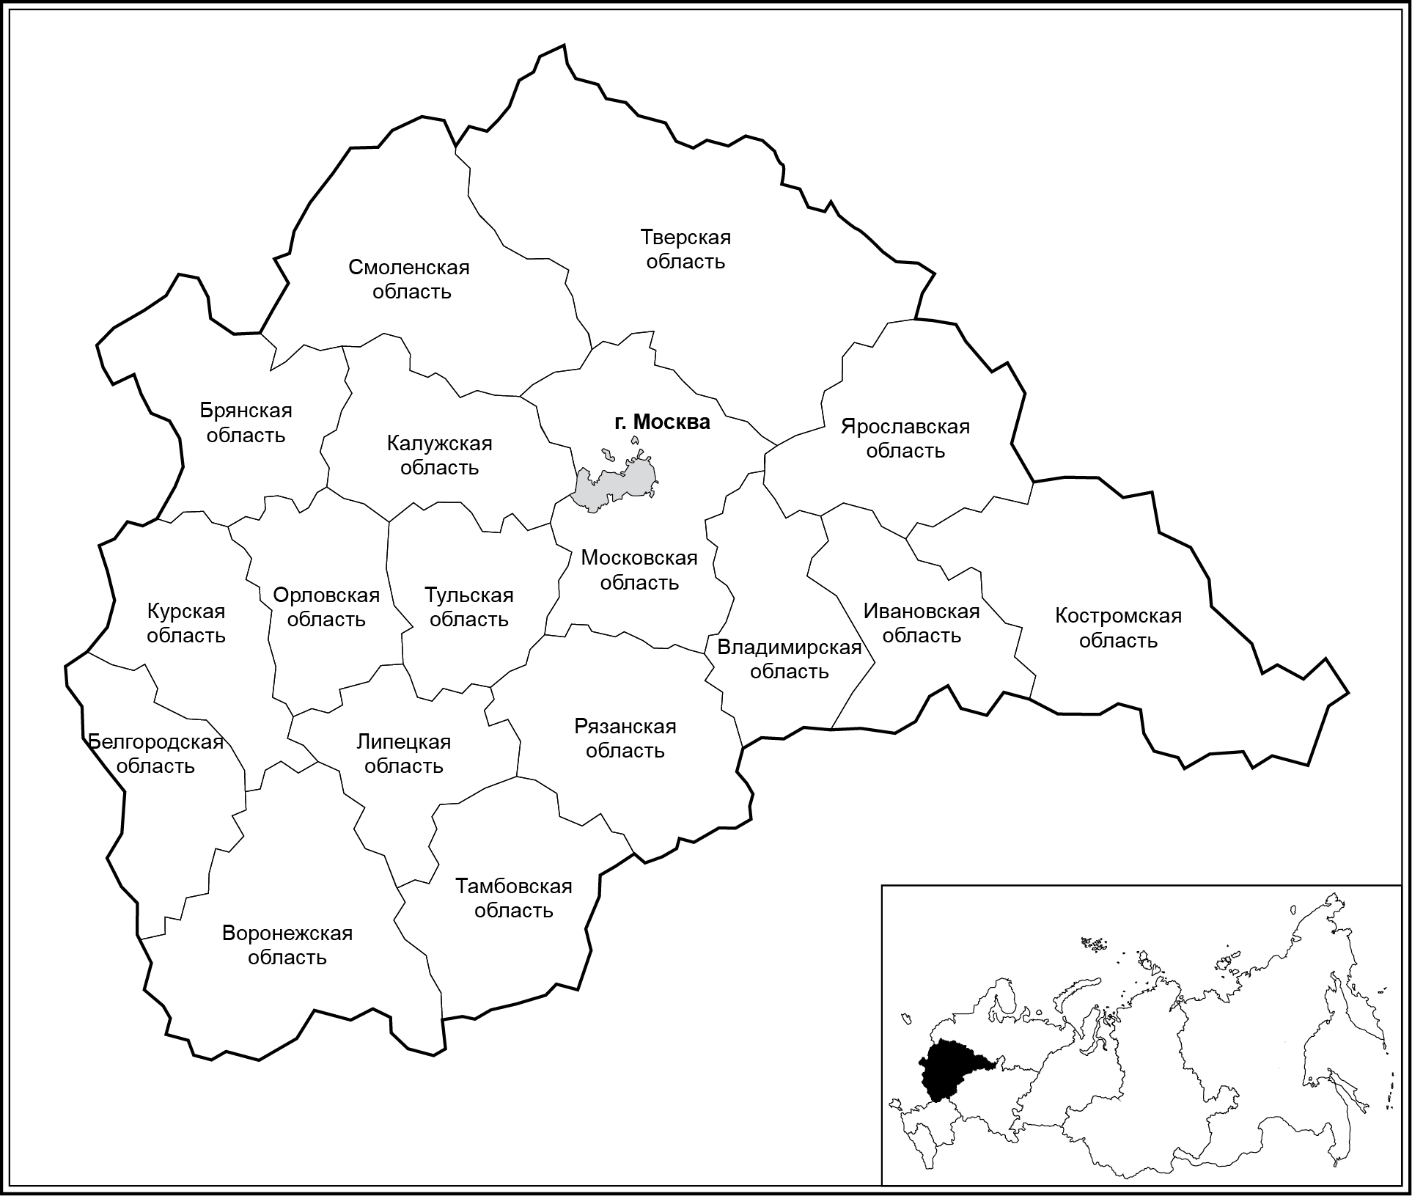 Тверская
область
Смоленская
область
Брянская
область
г. Москва
Калужская
область
Ярославская
область
Московская
область
Курская
область
Орловская
область
Тульская
область
Владимирская
область
Ивановская
область
Костромская
область
Белгородская
область
Липецкая
область
Рязанская
область
Воронежская
область
Тамбовская
область